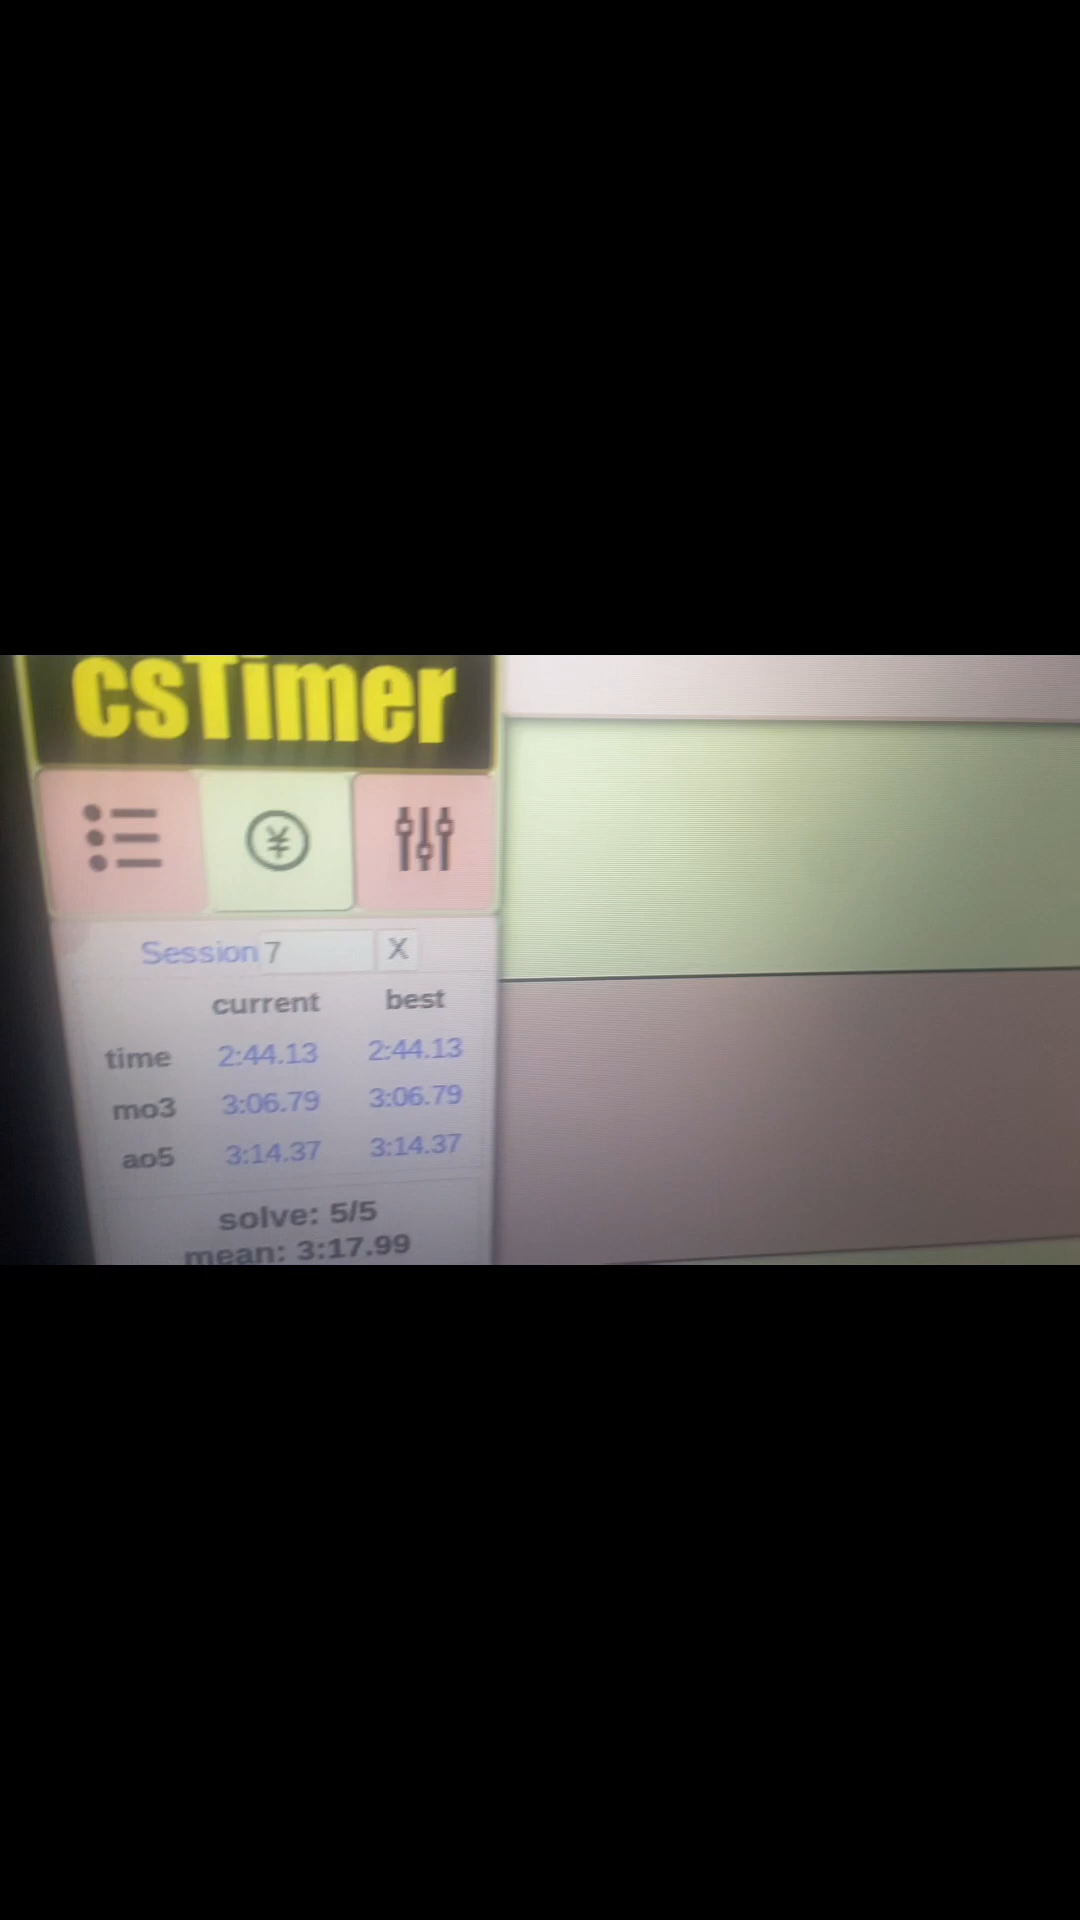 csTimer
¥
Session 7 X
current best
time 2:44.13 2:44.13
mo3 3:06.79 3:06.79
ao5 3:14.37 3:14.37
solve: 5/5
mean: 3:17.99